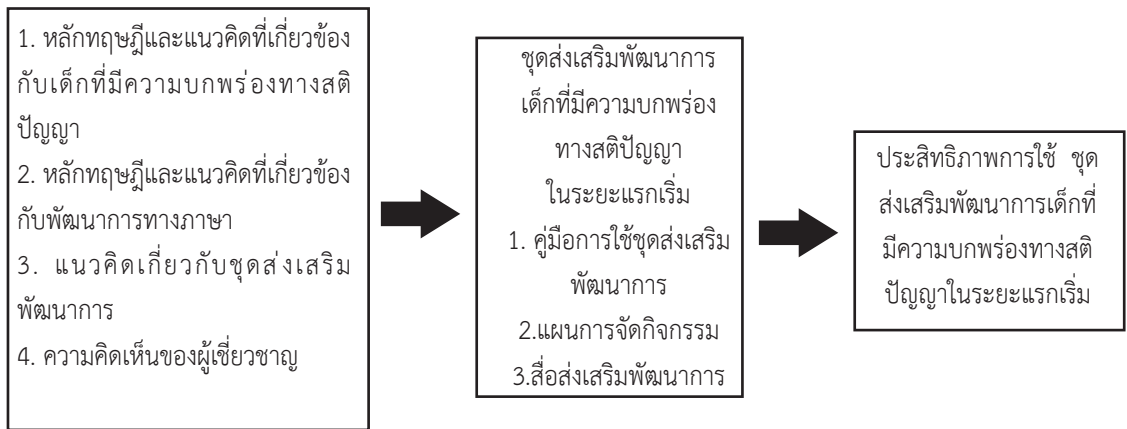 1. หลักทฤษฎีและแนวคิดที่เกี่ยวข้อง
กับเด็กที่มีความบกพร่องทางสติ
ปัญญา
2. หลักทฤษฎีและแนวคิดที่เกี่ยวข้อง
กับพัฒนาการทางภาษา
3. แนวคิดเกี่ยวกับชุดส่งเสริม
พัฒนาการ
4. ความคิดเห็นของผู้เชี่ยวชาญ
ชุดส่งเสริมพัฒนาการ
เด็กที่มีความบกพร่อง
ทางสติปัญญา
ในระยะแรกเริ่ม
1. คู่มือการใช้ชุดส่งเสริม
พัฒนาการ
2.แผนการจัดกิจกรรม
3.สื่อส่งเสริมพัฒนาการ
ประสิทธิภาพการใช้ ชุด
ส่งเสริมพัฒนาการเด็กที่
มีความบกพร่องทางสติ
ปัญญาในระยะแรกเริ่ม